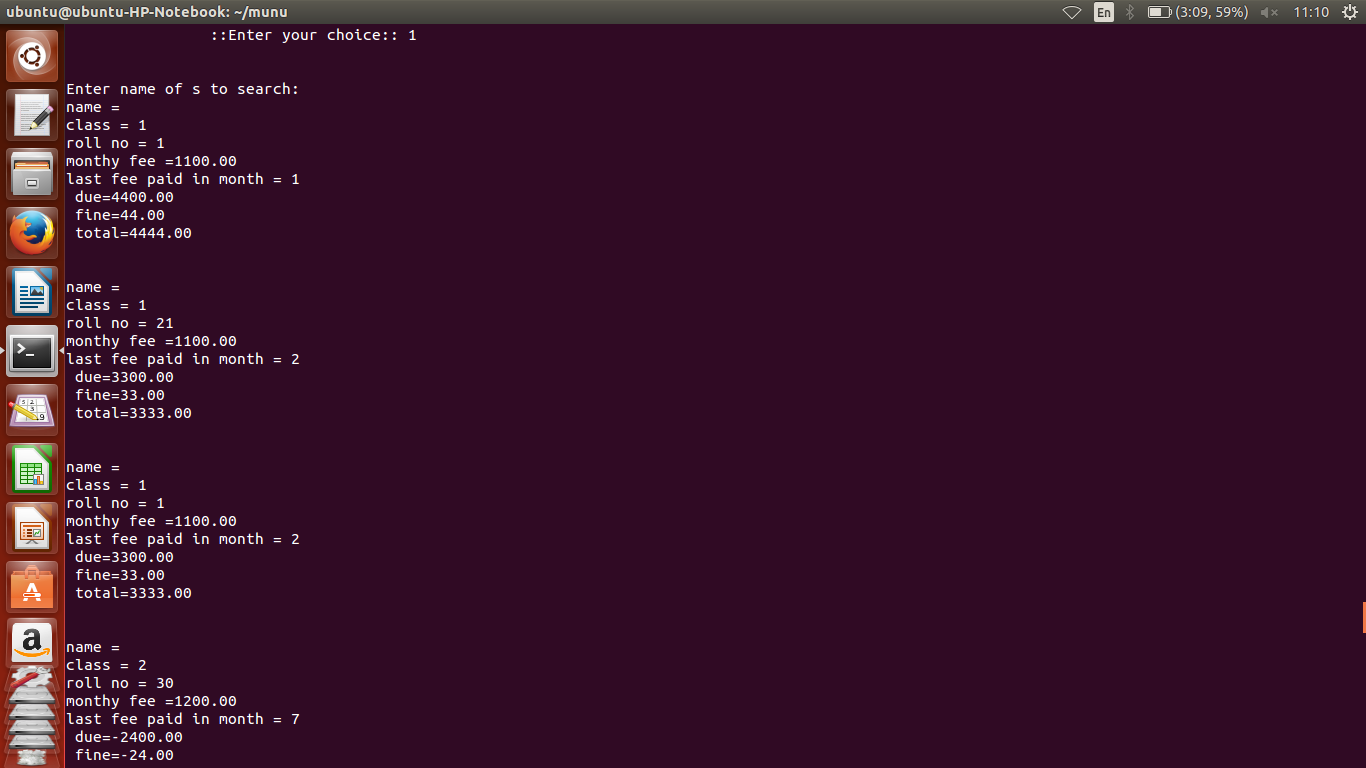 ubuntu@ubuntu-HP-Notebook: ~/munu
En
(3:09, 59%)
11:10
::Enter your choice:: 1
Enter name of s to search:
name =
class = 1
roll no = 1
monthy fee =1100.00
last fee paid in month = 1
due=4400.00
fine=44.00
total=4444.00
name =
class = 1
roll no = 21
monthy fee =1100.00
last fee paid in month = 2
due=3300.00
fine=33.00
total=3333.00
name =
class = 1
roll no = 1
monthy fee =1100.00
last fee paid in month = 2
due=3300.00
fine=33.00
total=3333.00
name =
class = 2
roll no = 30
monthy fee =1200.00
last fee paid in month = 7
due=-2400.00
fine=-24.00